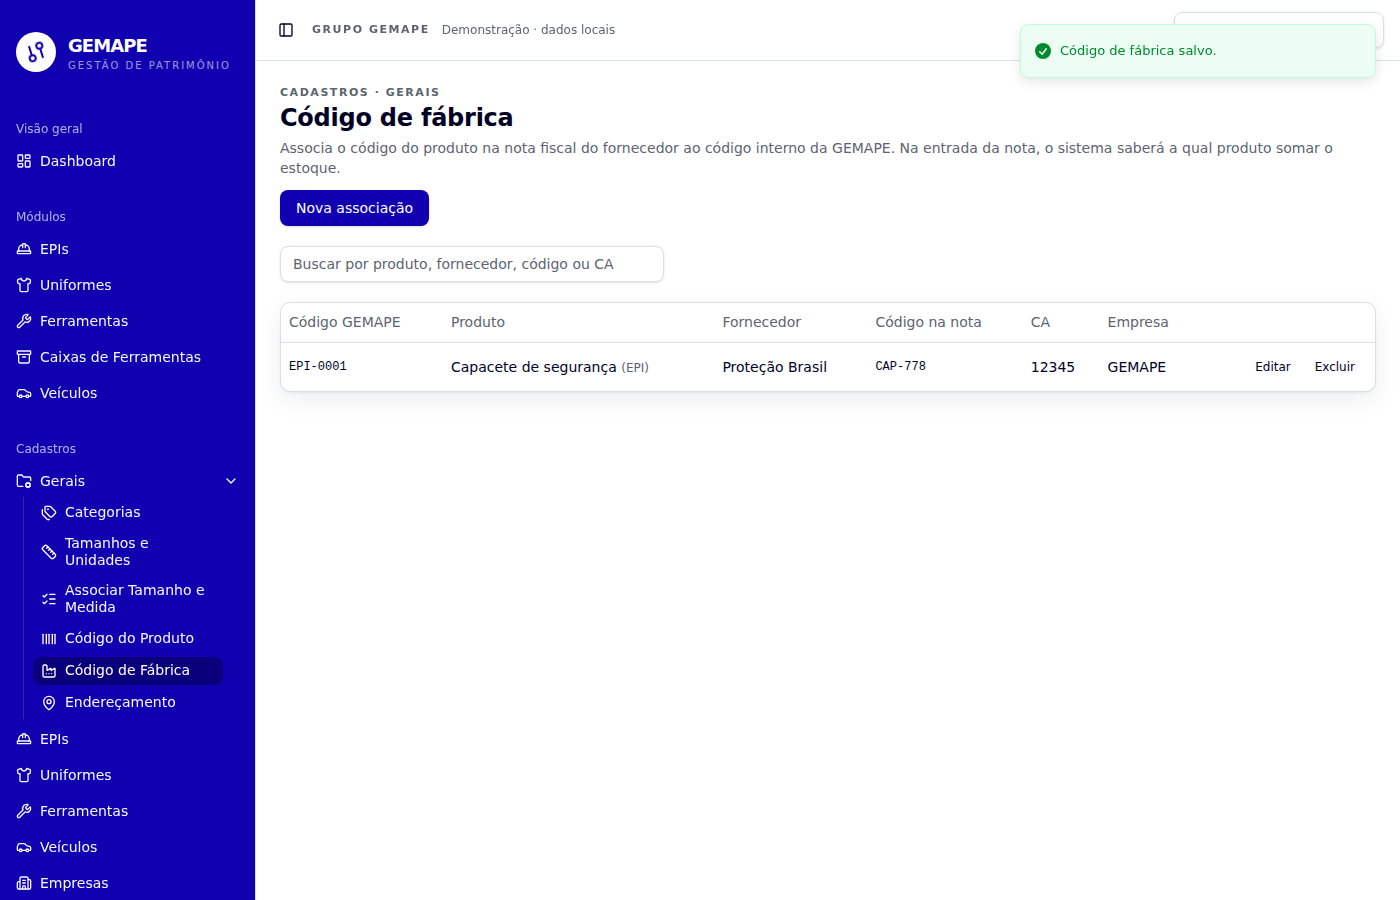 GEMAPE
GESTÃO DE PATRIMÔNIO
Visão geral
Dashboard
Módulos
EPIs
Uniformes
Ferramentas
Caixas de Ferramentas
Veículos
Cadastros
Gerais
Categorias
Tamanhos e
Unidades
Associar Tamanho e
Medida
Código do Produto
Código de Fábrica
Endereçamento
EPIs
Uniformes
Ferramentas
Veículos
Empresas
GRUPO GEMAPE Demonstração · dados locais
Código de fábrica salvo.
CADASTROS · GERAIS
Código de fábrica
Associa o código do produto na nota fiscal do fornecedor ao código interno da GEMAPE. Na entrada da nota, o sistema saberá a qual produto somar o
estoque.
Nova associação
Buscar por produto, fornecedor, código ou CA
Código GEMAPE Produto Fornecedor Código na nota CA Empresa
EPI-0001 Capacete de segurança (EPI) Proteção Brasil CAP-778 12345 GEMAPE Editar Excluir